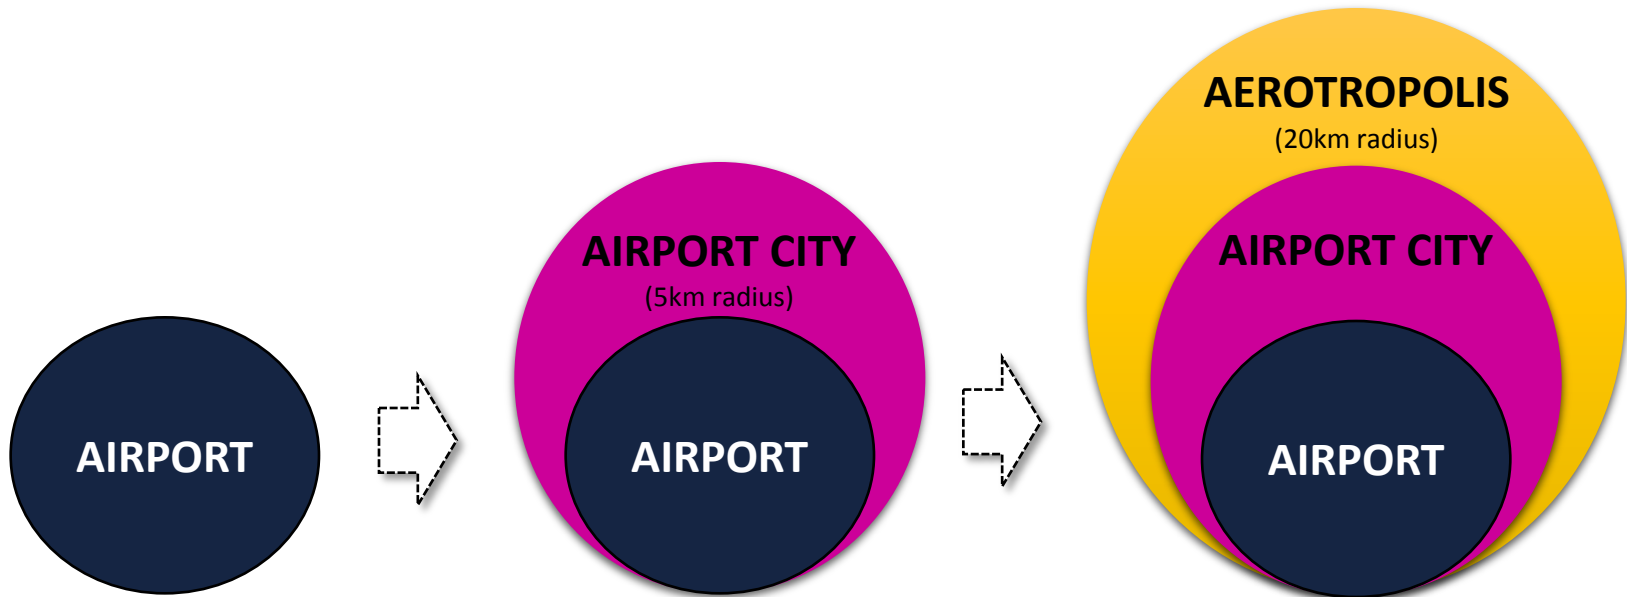 AIRPORT
AIRPORT CITY
(5km radius)
AIRPORT
AEROTROPOLIS
(20km radius)
AIRPORT CITY
AIRPORT